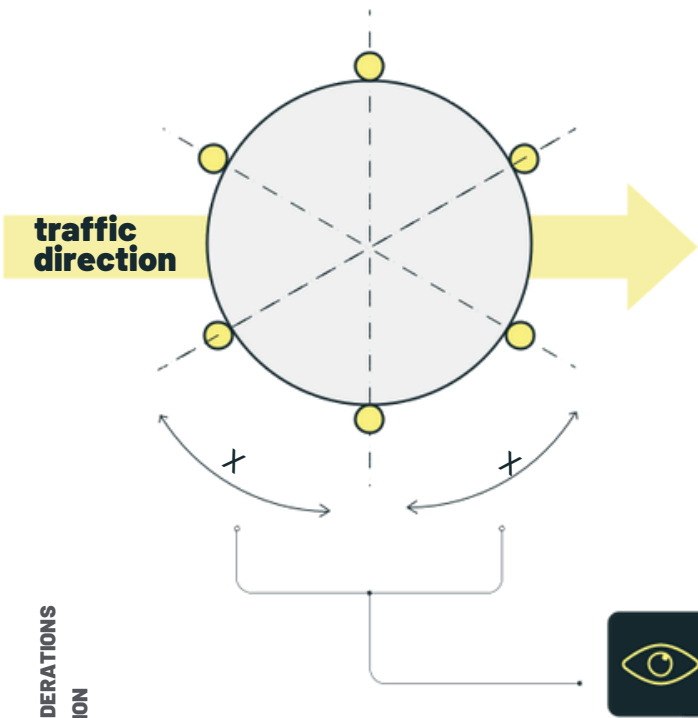 traffic
direction
X
X
DERATIONS
ION